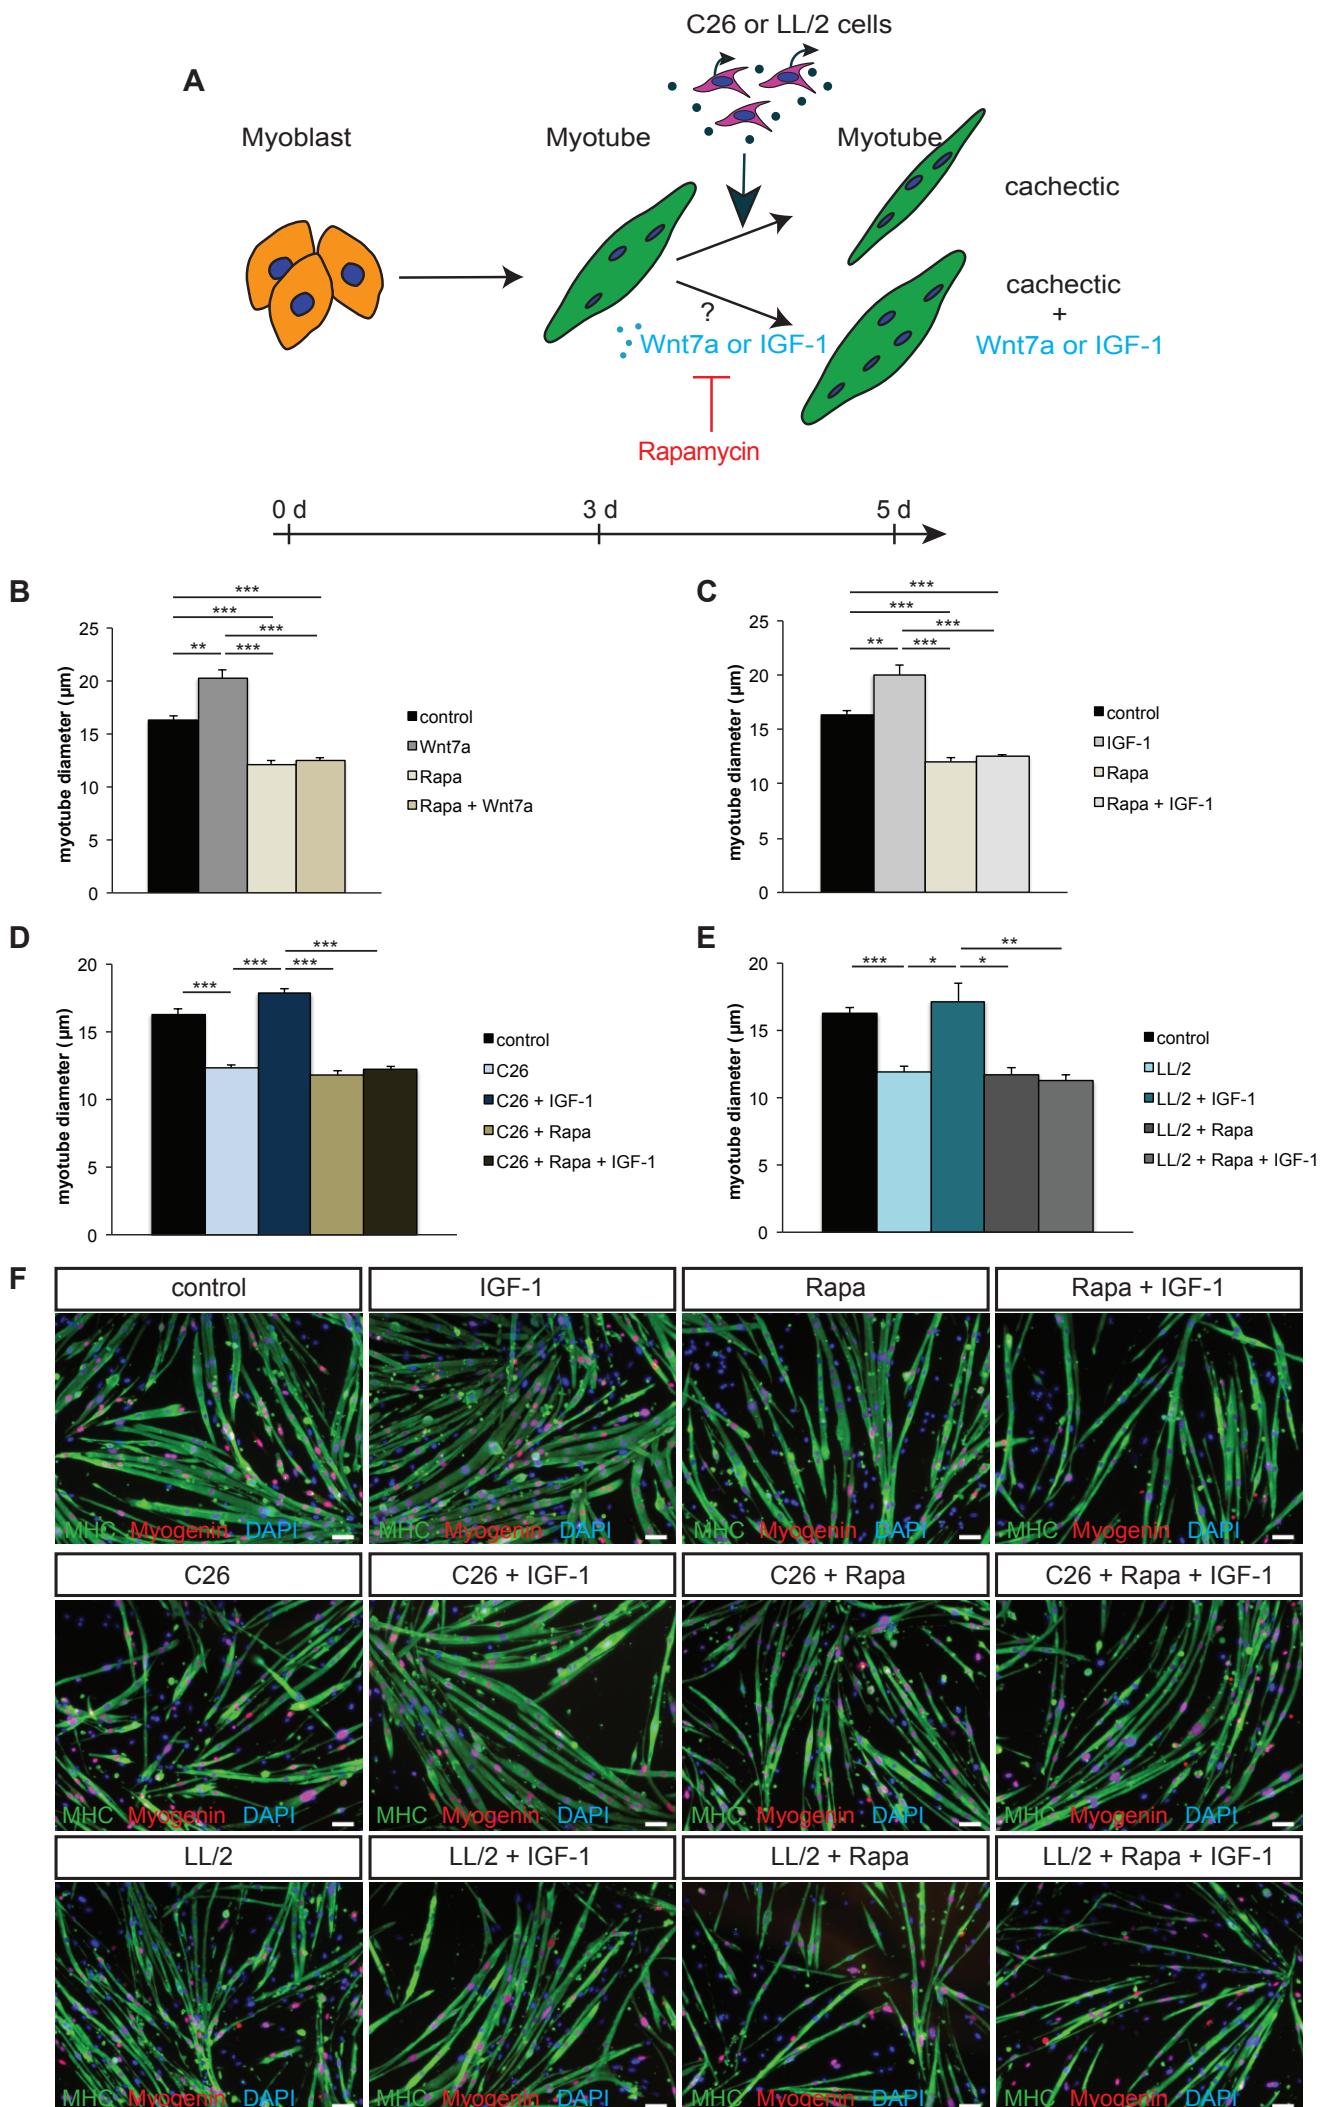 C26 or LL/2 cells
A
Myoblast
Myotube
Myotube
cachectic
cachectic
+
Wnt7a or IGF-1
?
Wnt7a or IGF-1
Rapamycin
0 d
3 d
5 d
B
***
***
***
** ***
25
20
15
10
5
0
myotube diameter (µm)
control
Wnt7a
Rapa
Rapa + Wnt7a
C
***
***
***
** ***
25
20
15
10
5
0
myotube diameter (µm)
control
IGF-1
Rapa
Rapa + IGF-1
D
***
*** ***
***
20
15
10
5
0
myotube diameter (µm)
control
C26
C26 + IGF-1
C26 + Rapa
C26 + Rapa + IGF-1
E
**
*** * *
20
15
10
5
0
myotube diameter (µm)
control
LL/2
LL/2 + IGF-1
LL/2 + Rapa
LL/2 + Rapa + IGF-1
F
control
IGF-1
Rapa
Rapa + IGF-1
MHC Myogenin DAPI
MHC Myogenin DAPI
MHC Myogenin DAPI
MHC Myogenin DAPI
C26
C26 + IGF-1
C26 + Rapa
C26 + Rapa + IGF-1
MHC Myogenin DAPI
MHC Myogenin DAPI
MHC Myogenin DAPI
MHC Myogenin DAPI
LL/2
LL/2 + IGF-1
LL/2 + Rapa
LL/2 + Rapa + IGF-1
MHC Myogenin DAPI
MHC Myogenin DAPI
MHC Myogenin DAPI
MHC Myogenin DAPI